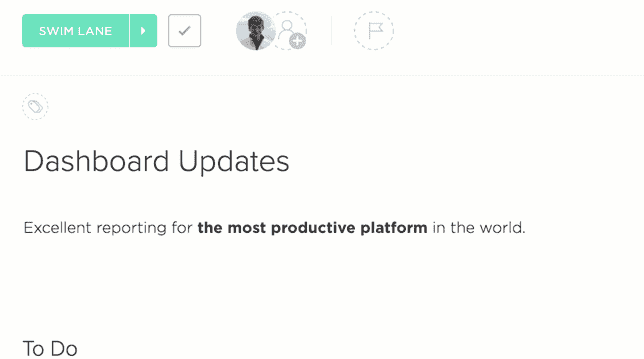 SWIM LANE
Dashboard Updates
Excellent reporting for the most productive platform in the world.
To Do